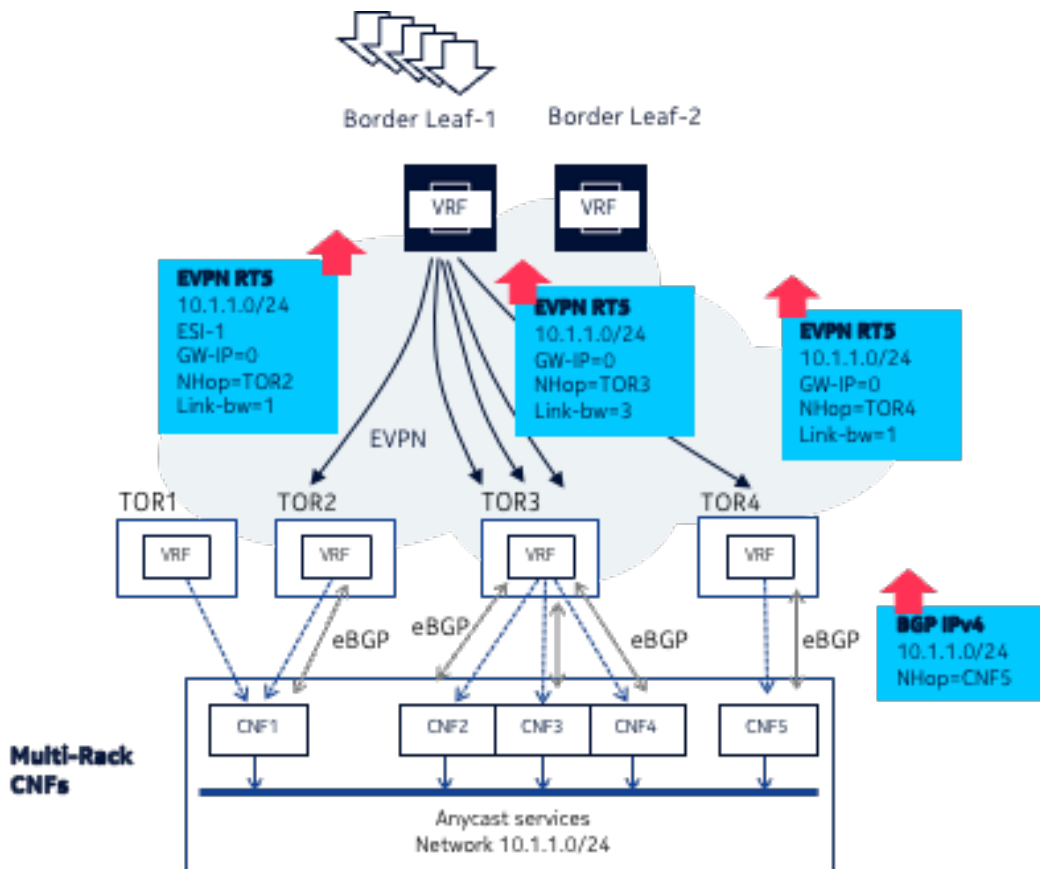 Border Leaf-1
Border Leaf-2
VRF
VRF
EVPN RT5
10.1.1.0/24
ESI-1
GW-IP=0
NHop=TOR2
Link-bw=1
EVPN RT5
10.1.1.0/24
GW-IP=0
NHop=TOR3
Link-bw=3
EVPN RT5
10.1.1.0/24
GW-IP=0
NHop=TOR4
Link-bw=1
EVPN
TOR1
TOR2
TOR3
TOR4
VRF
VRF
VRF
VRF
eBGP
eBGP
eBGP
eBGP
BGP IPv4
10.1.1.0/24
NHop=CNF5
CNF1
CNF2
CNF3
CNF4
CNF5
Multi-Rack
CNFs
Anycast services
Network 10.1.1.0/24